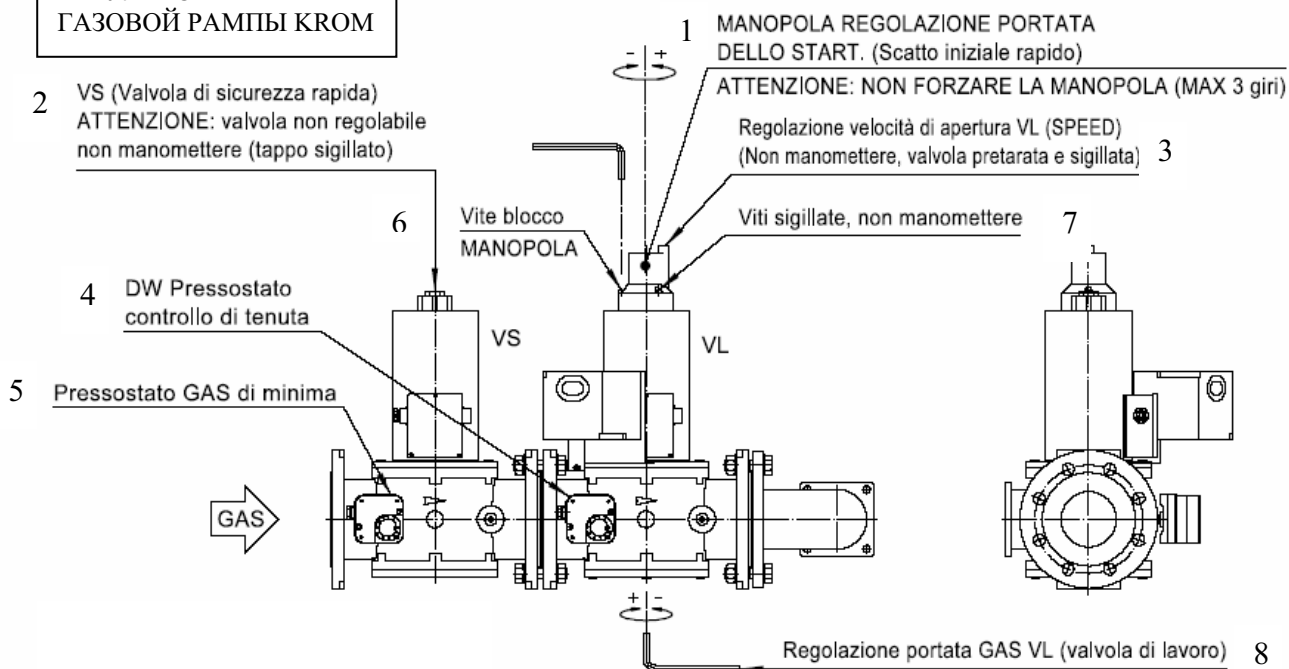 ГАЗОВОЙ РАМПЫ KROM
1 MANOPOLA REGOLAZIONE PORTATA
DELLO START. (Scatto iniziale rapido)
ATTENZIONE: NON FORZARE LA MANOPOLA (MAX 3 giri)
- +
2 VS (Valvola di sicurezza rapida)
ATTENZIONE: valvola non regolabile
non manomettere (tappo sigillato)
Regolazione velocità di apertura VL (SPEED)
(Non manomettere, valvola pretarata e sigillata) 3
6 Vite blocco
MANOPOLA
Viti sigillate, non manomettere 7
4 DW Pressostato
controllo di tenuta
VS
VL
5 Pressostato GAS di minima
GAS
+ -
Regolazione portata GAS VL (valvola di lavoro) 8